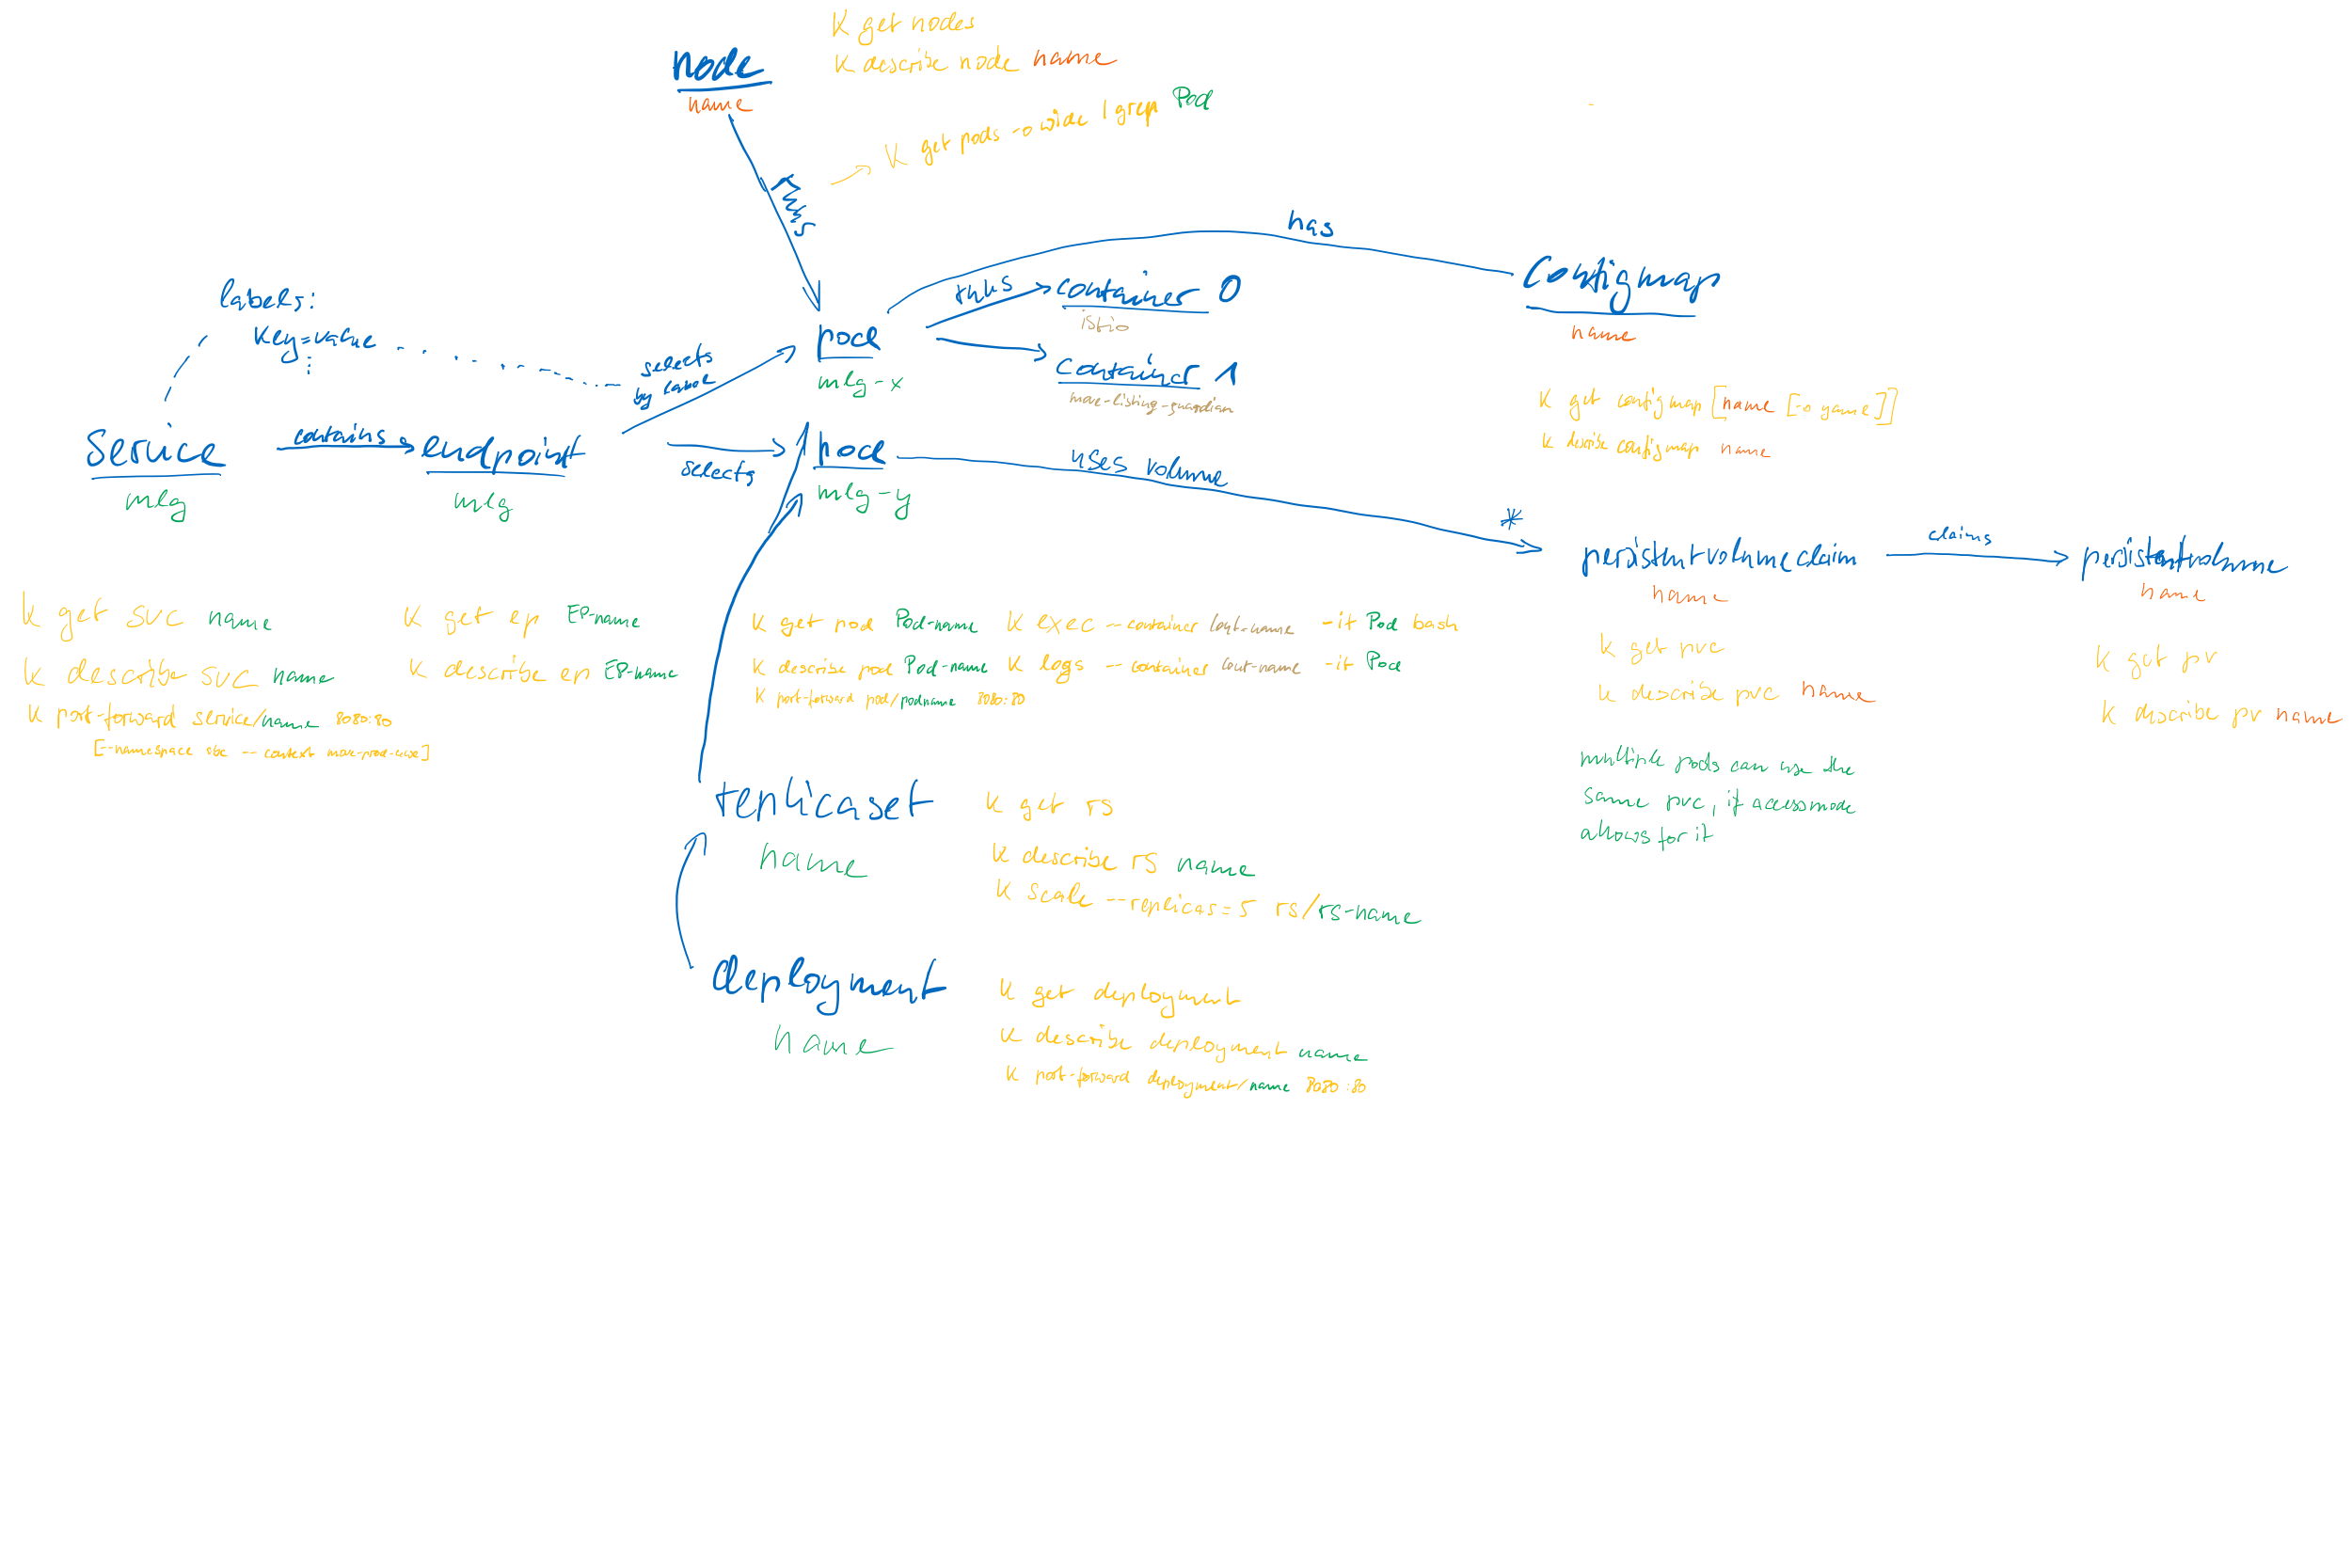 K get nodes
node
K describe node name
name
K get pods -o wide | grep Pod
runs
has
labels:
key=value
runs
container 0
istio
configmap
name
pod
mlg-x
selects
by label
container 1
move-listing-guardian
K get configmap [name [-o yame]]
K describe configmap name
service
mlg
contains
endpoint
mlg
selects
pod
mlg-y
uses volume
*
persistentvolumeclaim
name
claims
persistentvolume
name
K get svc name
K describe svc name
K port-forward service/name 8080:80
[--namespace --context
K get ep EP-name
K describe ep EP-name
K get pod Pod-name
K describe pod Pod-name
K port-forward pod/podname 8080:80
K exec --container cont-name -it Pod bash
K logs --container cont-name -it Pod
K get pvc
K describe pvc name
multiple pods can use the
same pvc, if accessmode
allows for it
K get pv
K describe pv name
replicaset
name
K get rs
K describe rs name
K scale --replicas=5 rs/rs-name
deployment
name
K get deployment
K describe deployment name
K port-forward deployment/name 8080:80